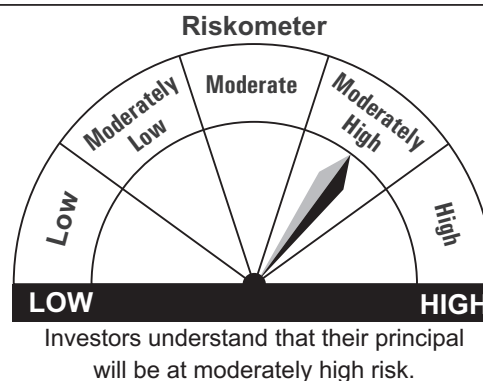 Riskometer
Moderate
Moderately
Low
Moderately
High
Low
High
LOW
HIGH
Investors understand that their principal
will be at moderately high risk.